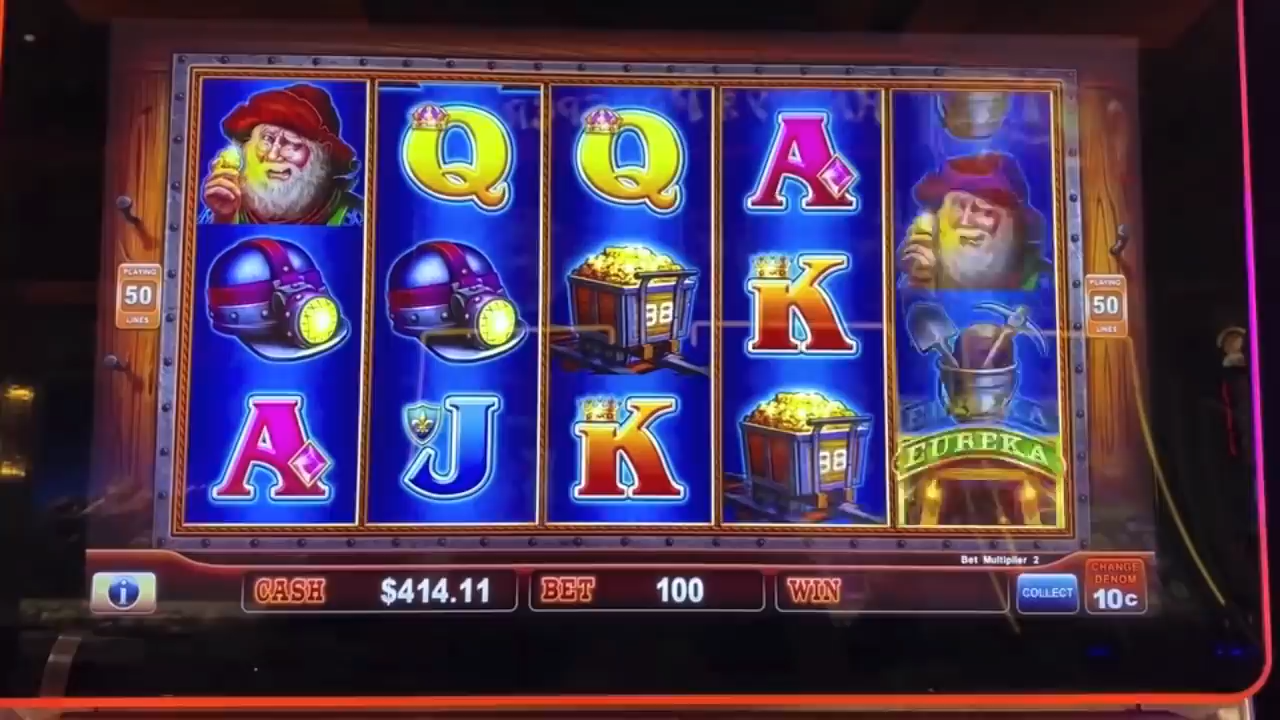 Q Q A
88 K
A J K 88 EUREKA
PLAYING
50
LINES
PLAYING
50
LINES
Bet Multiplier 2
CASH $414.11 BET 100 WIN COLLECT
CHANGE
DENOM
10c